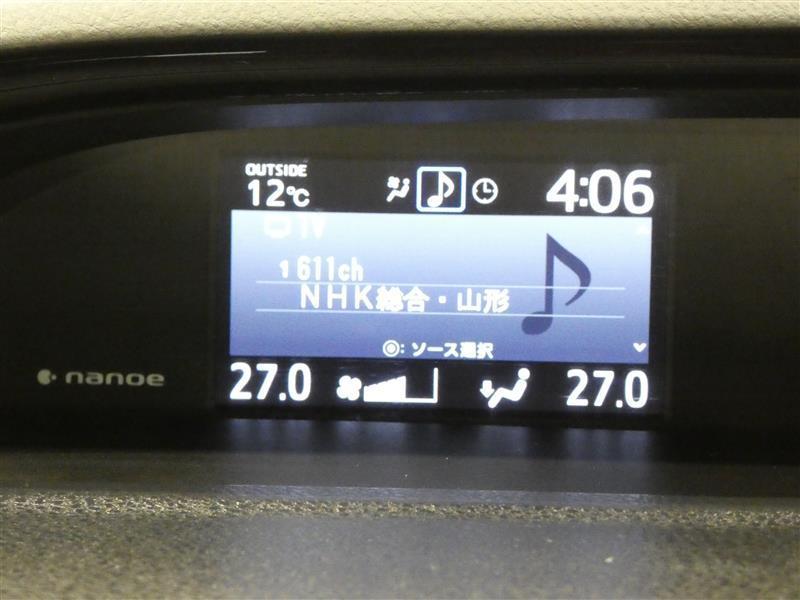 OUTSIDE
12℃
4:06
TV
1 611ch
NHK総合・山形
◎: ソース選択
nanoe
27.0
27.0